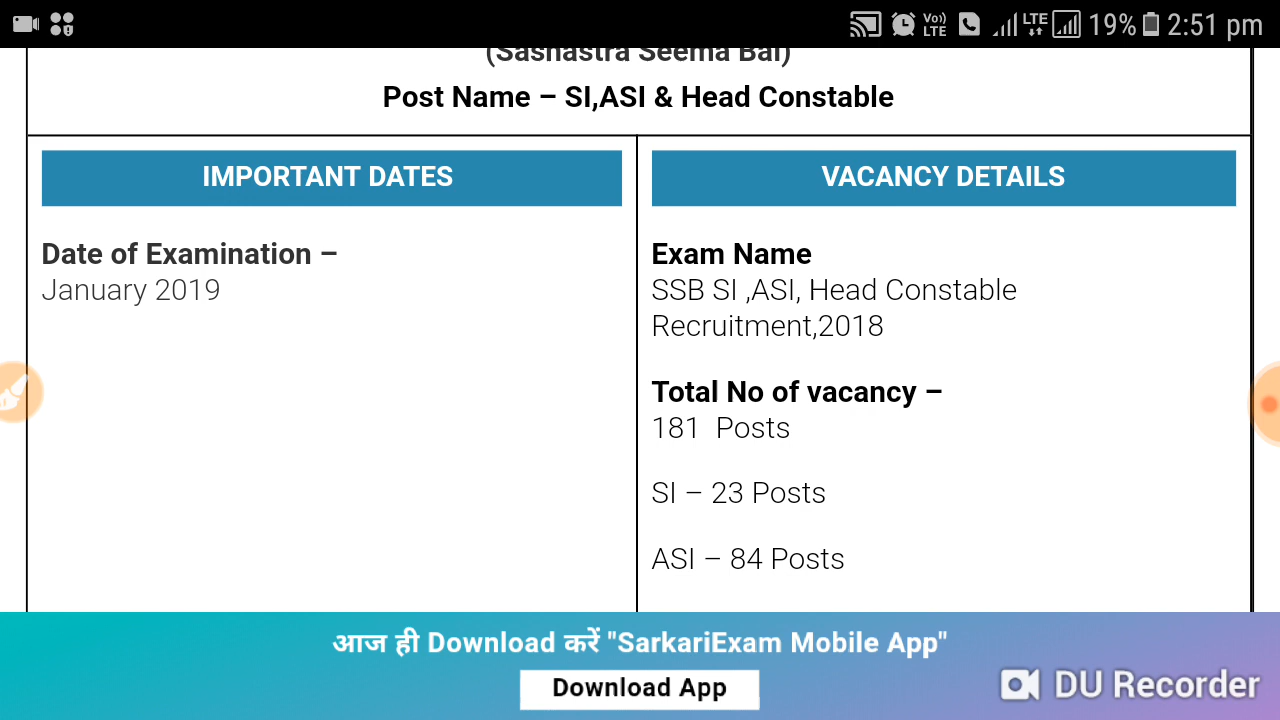 Vo))
LTE
LTE
19%
2:51 pm
(Sashastra Seema Bal)
Post Name – SI,ASI & Head Constable
IMPORTANT DATES
Date of Examination –
January 2019
VACANCY DETAILS
Exam Name
SSB SI ,ASI, Head Constable
Recruitment,2018
Total No of vacancy –
181 Posts
SI – 23 Posts
ASI – 84 Posts
आज ही Download करें "SarkariExam Mobile App"
Download App
DU Recorder